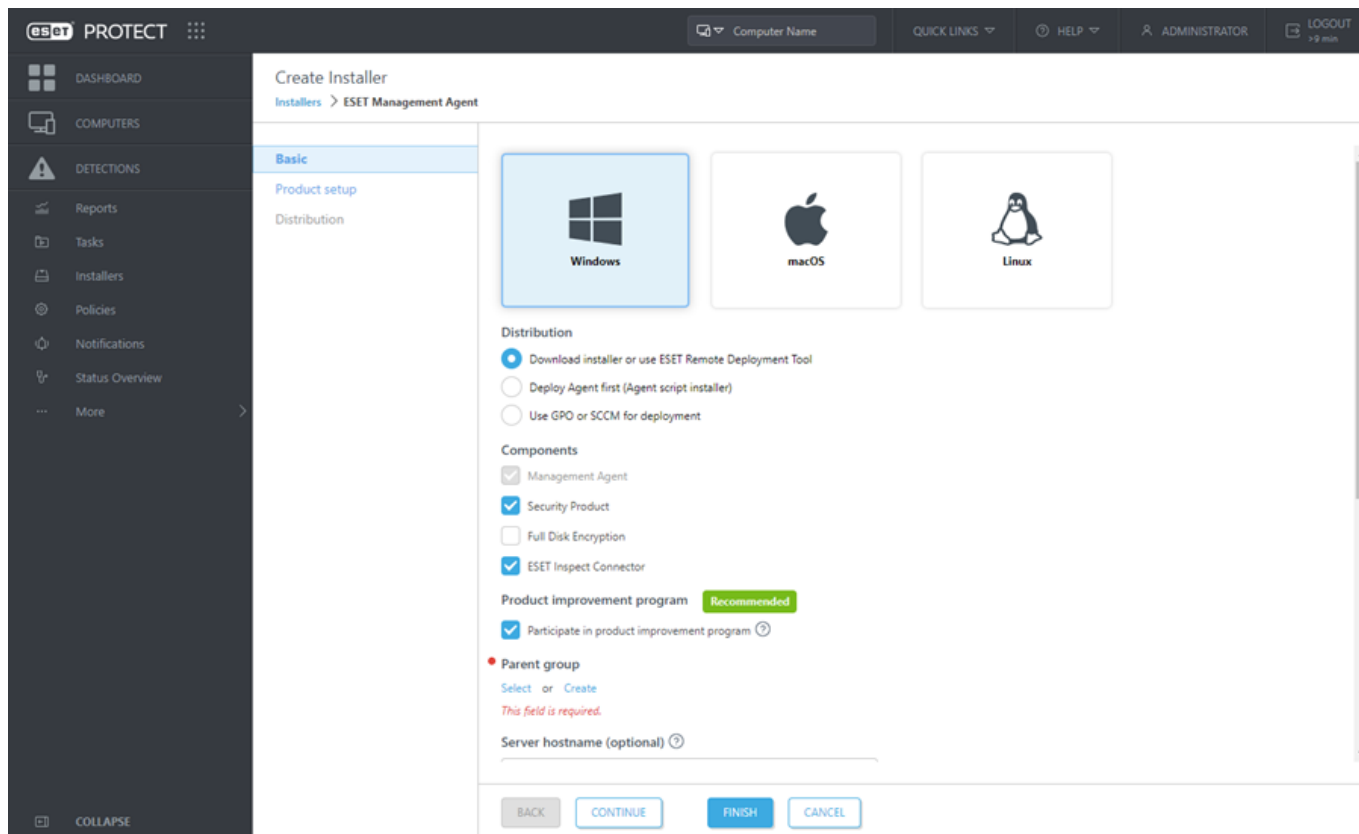 eset PROTECT
Computer Name
QUICK LINKS
HELP
ADMINISTRATOR
LOGOUT
>9 min
DASHBOARD
COMPUTERS
DETECTIONS
Reports
Tasks
Installers
Policies
Notifications
Status Overview
More
COLLAPSE
Create Installer
Installers > ESET Management Agent
Basic
Product setup
Distribution
Windows
macOS
Linux
Distribution
Download installer or use ESET Remote Deployment Tool
Deploy Agent first (Agent script installer)
Use GPO or SCCM for deployment
Components
Management Agent
Security Product
Full Disk Encryption
ESET Inspect Connector
Product improvement program Recommended
Participate in product improvement program ?
Parent group
Select or Create
This field is required.
Server hostname (optional) ?
BACK
CONTINUE
FINISH
CANCEL